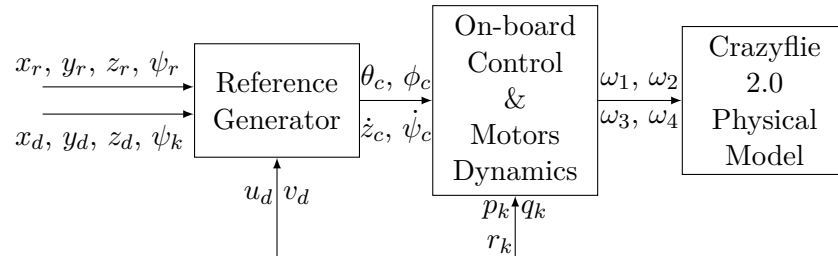 x_r, y_r, z_r, ψ_r
x_d, y_d, z_d, ψ_k
Reference
Generator
u_d v_d
θ_c, ϕ_c
ż_c, ψ̇_c
On-board
Control
&
Motors
Dynamics
p_k q_k
r_k
ω_1, ω_2
ω_3, ω_4
Crazyflie
2.0
Physical
Model